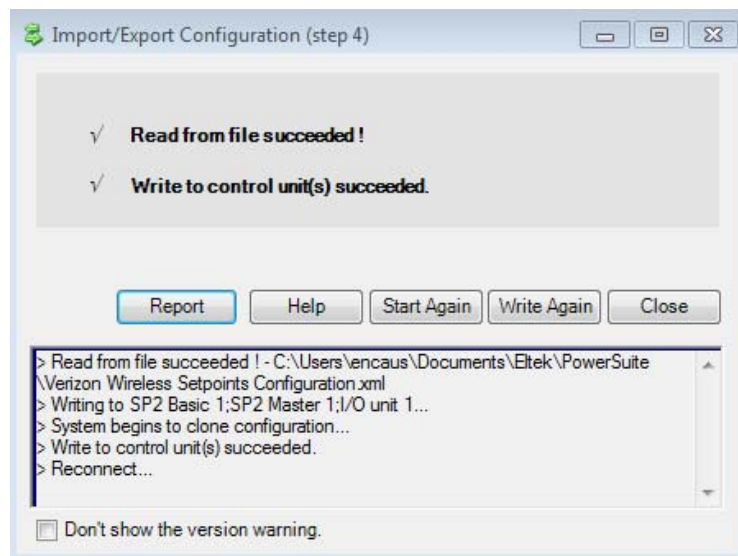 Import/Export Configuration (step 4)
√ Read from file succeeded !
√ Write to control unit(s) succeeded.
Report Help Start Again Write Again Close
> Read from file succeeded ! - C:\Users\encaus\Documents\Eltek\PowerSuite
\Verizon Wireless Setpoints Configuration.xml
> Writing to SP2 Basic 1;SP2 Master 1;I/O unit 1...
> System begins to clone configuration...
> Write to control unit(s) succeeded.
> Reconnect...
Don't show the version warning.